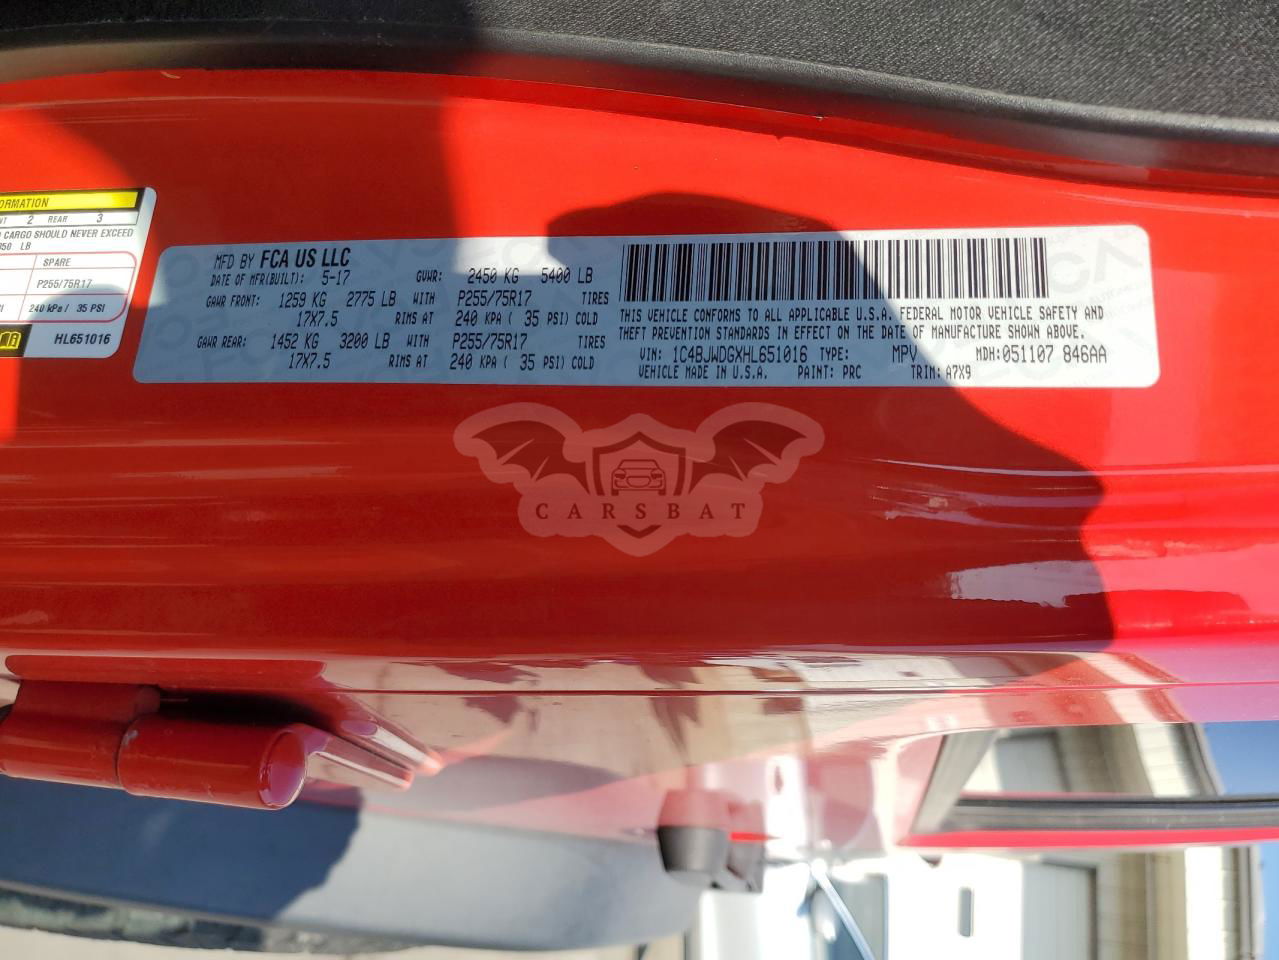 ORMATION
NT 2 REAR 3
D CARGO SHOULD NEVER EXCEED
850 LB
SPARE
P255/75R17
240 kPa / 35 PSI
HL651016
MFD BY FCA US LLC
DATE OF MFR(BUILT): 5-17 GVWR: 2450 KG 5400 LB
GAWR FRONT: 1259 KG 2775 LB WITH P255/75R17 TIRES
17X7.5 RIMS AT 240 KPA ( 35 PSI) COLD
GAWR REAR: 1452 KG 3200 LB WITH P255/75R17 TIRES
17X7.5 RIMS AT 240 KPA ( 35 PSI) COLD
THIS VEHICLE CONFORMS TO ALL APPLICABLE U.S.A. FEDERAL MOTOR VEHICLE SAFETY AND
THEFT PREVENTION STANDARDS IN EFFECT ON THE DATE OF MANUFACTURE SHOWN ABOVE.
VIN: 1C4BJWDGXHL651016 TYPE: MPV MDH:051107 846AA
VEHICLE MADE IN U.S.A. PAINT: PRC TRIM: A7X9
CARSBAT